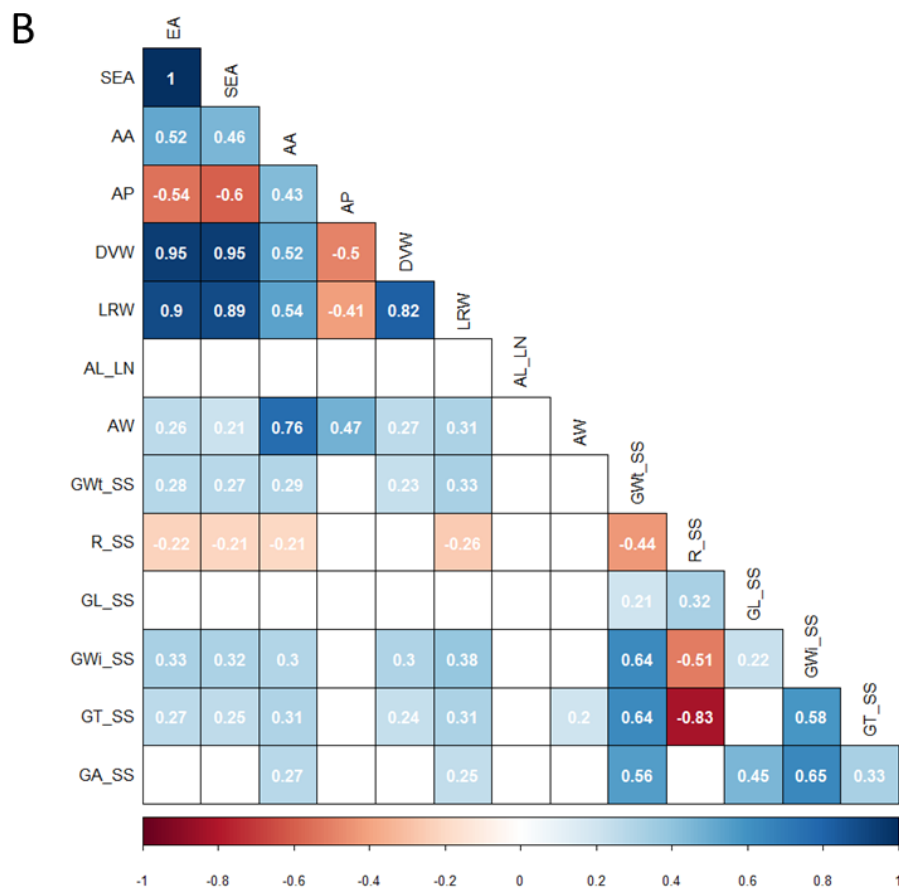 B
EA
SEA 1 SEA
AA 0.52 0.46 AA
AP -0.54 -0.6 0.43 AP
DVW 0.95 0.95 0.52 -0.5 DVW
LRW 0.9 0.89 0.54 -0.41 0.82 LRW
AL_LN AL_LN
AW 0.26 0.21 0.76 0.47 0.27 0.31 AW
GWt_SS 0.28 0.27 0.29 0.23 0.33 GWt_SS
R_SS -0.22 -0.21 -0.21 -0.26 -0.44 R_SS
GL_SS 0.21 0.32 GL_SS
GWi_SS 0.33 0.32 0.3 0.3 0.38 0.64 -0.51 0.22 GWi_SS
GT_SS 0.27 0.25 0.31 0.24 0.31 0.2 0.64 -0.83 0.58 GT_SS
GA_SS 0.27 0.25 0.56 0.45 0.65 0.33
-1 -0.8 -0.6 -0.4 -0.2 0 0.2 0.4 0.6 0.8 1